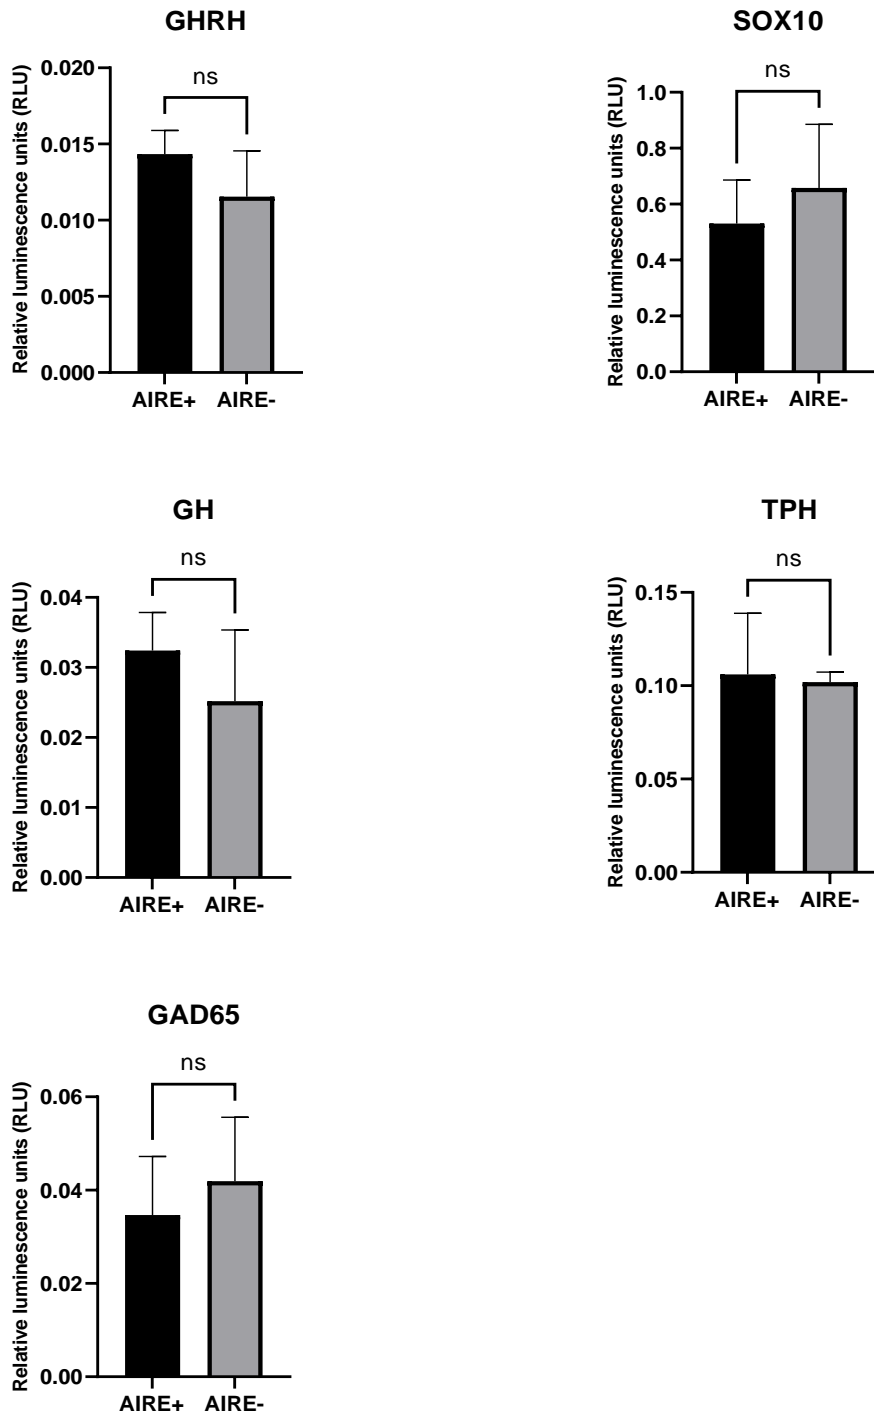 GHRH
ns
Relative luminescence units (RLU)
0.020
0.015
0.010
0.005
0.000
AIRE+ AIRE-
SOX10
ns
Relative luminescence units (RLU)
1.0
0.8
0.6
0.4
0.2
0.0
AIRE+ AIRE-
GH
ns
Relative luminescence units (RLU)
0.04
0.03
0.02
0.01
0.00
AIRE+ AIRE-
TPH
ns
Relative luminescence units (RLU)
0.15
0.10
0.05
0.00
AIRE+ AIRE-
GAD65
ns
Relative luminescence units (RLU)
0.06
0.04
0.02
0.00
AIRE+ AIRE-